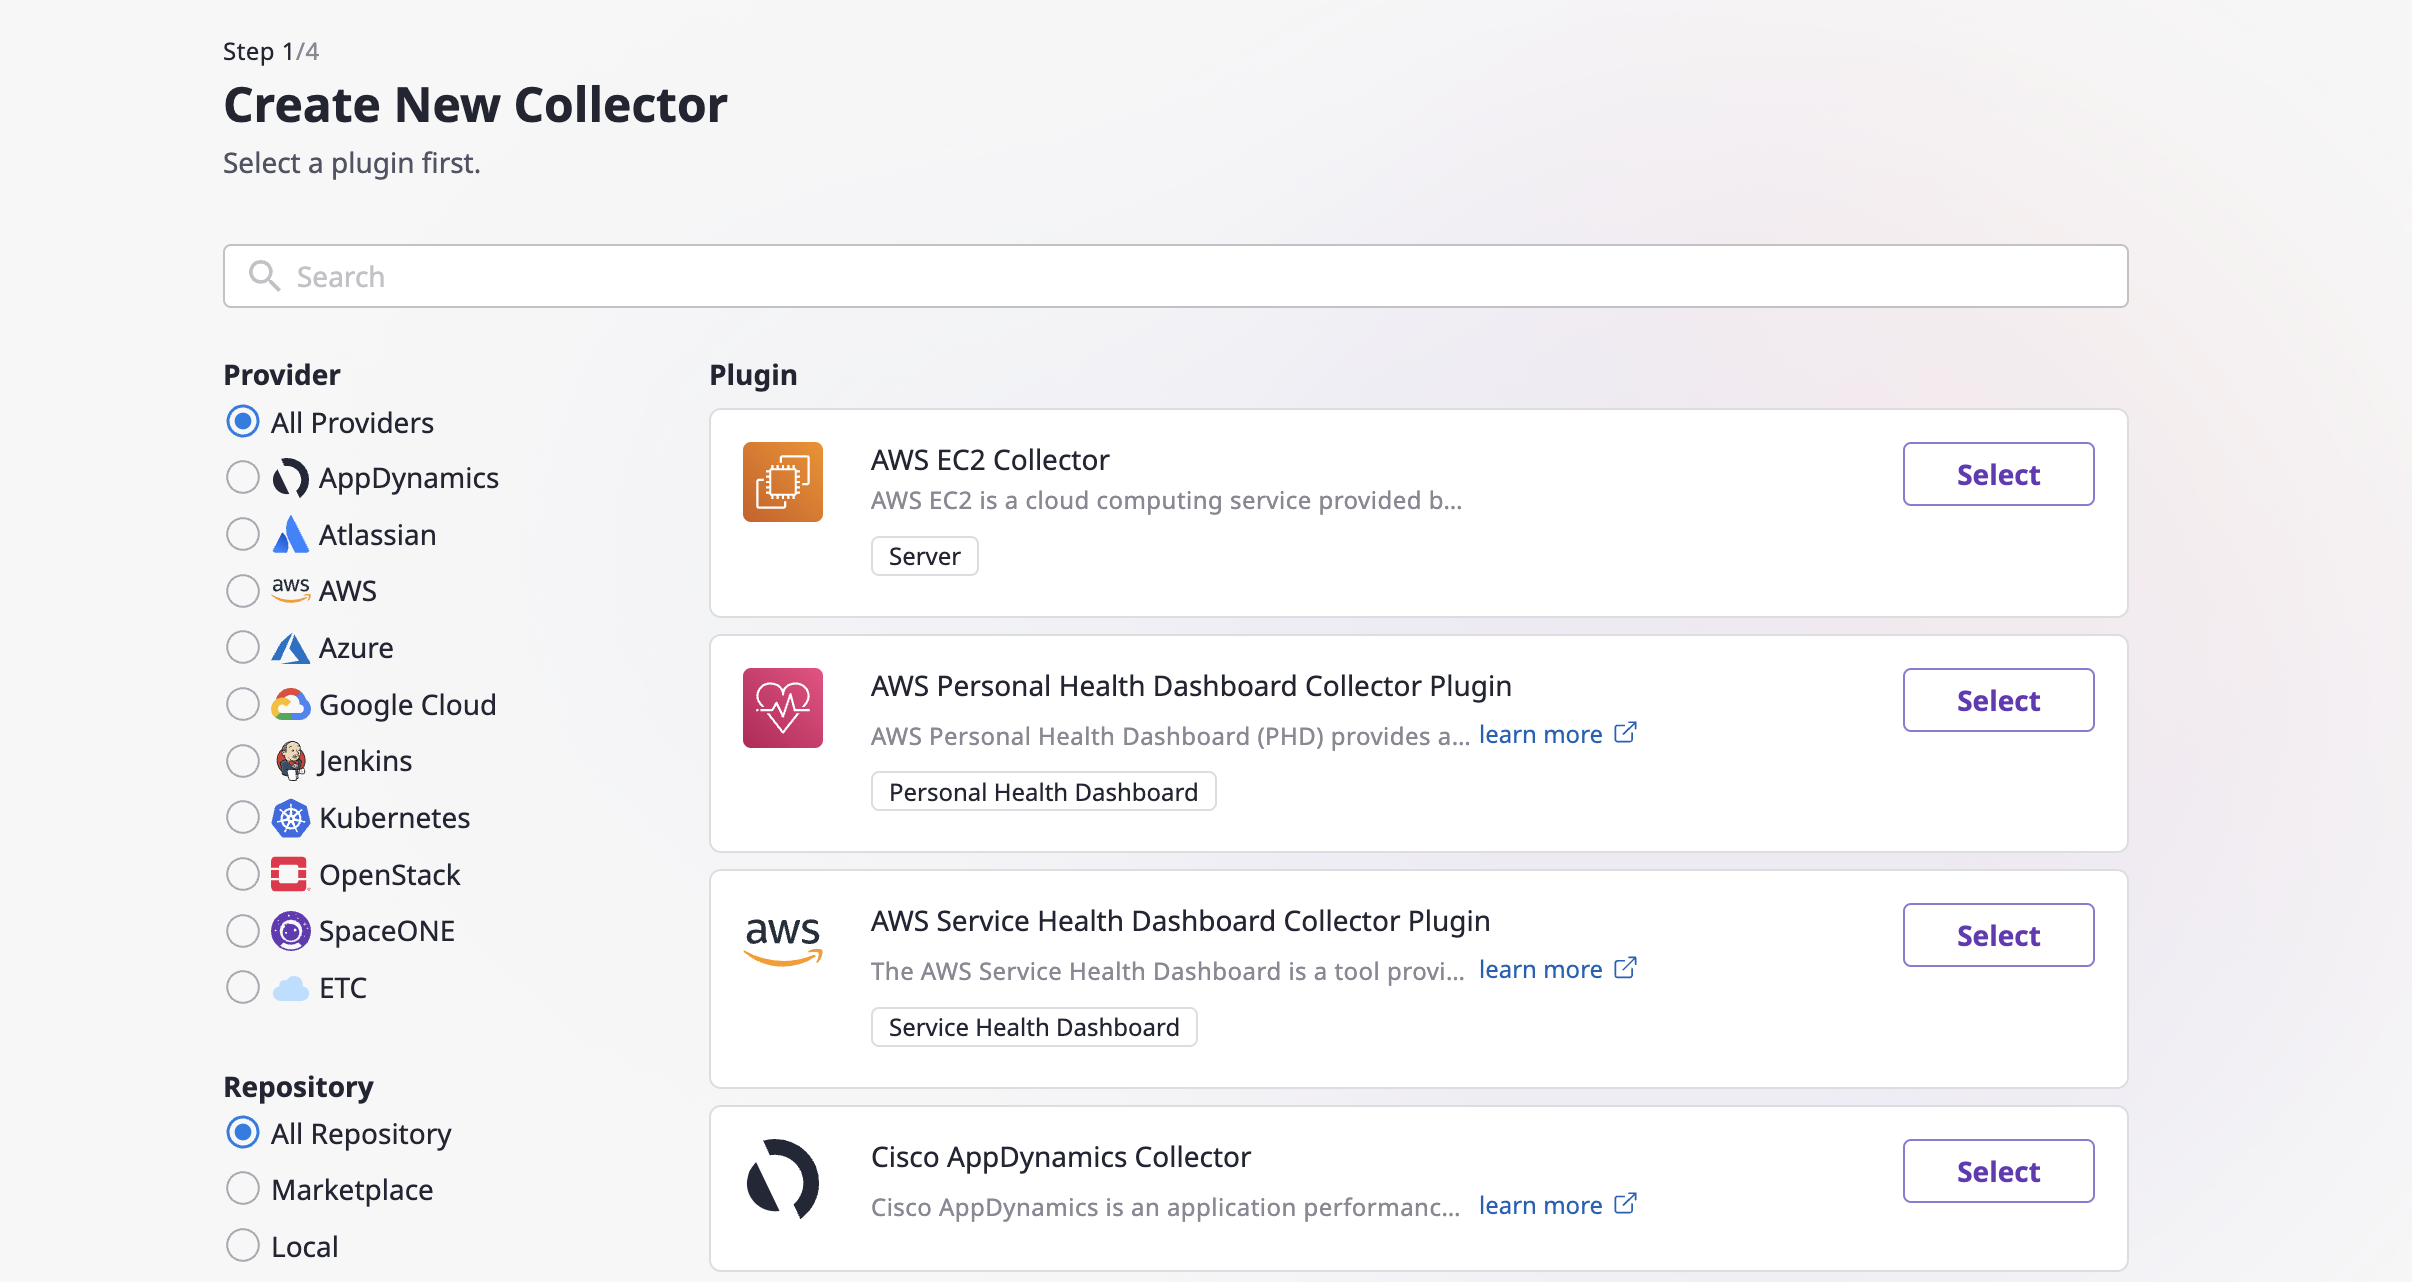 Step 1/4
Create New Collector
Select a plugin first.
Search
Provider
All Providers
AppDynamics
Atlassian
aws AWS
Azure
Google Cloud
Jenkins
Kubernetes
OpenStack
SpaceONE
ETC
Repository
All Repository
Marketplace
Local
Plugin
AWS EC2 Collector
AWS EC2 is a cloud computing service provided b...
Server
Select
AWS Personal Health Dashboard Collector Plugin
AWS Personal Health Dashboard (PHD) provides a... learn more
Personal Health Dashboard
Select
aws
AWS Service Health Dashboard Collector Plugin
The AWS Service Health Dashboard is a tool provi... learn more
Service Health Dashboard
Select
Cisco AppDynamics Collector
Cisco AppDynamics is an application performanc... learn more
Select